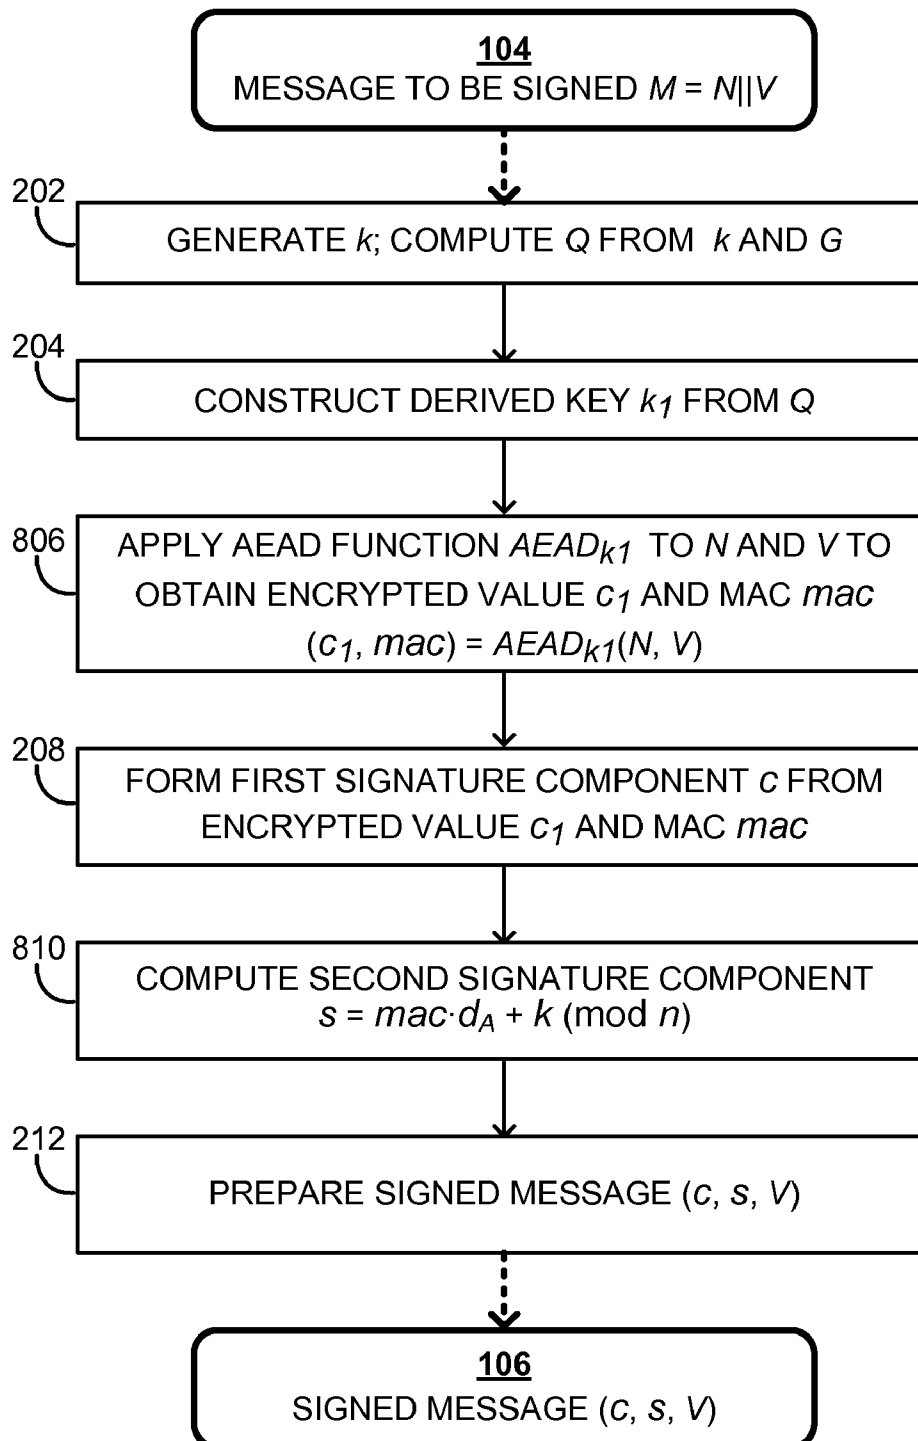 104
MESSAGE TO BE SIGNED M = N||V
202
GENERATE k; COMPUTE Q FROM k AND G
204
CONSTRUCT DERIVED KEY k1 FROM Q
806
APPLY AEAD FUNCTION AEADk1 TO N AND V TO
OBTAIN ENCRYPTED VALUE c1 AND MAC mac
(c1, mac) = AEADk1(N, V)
208
FORM FIRST SIGNATURE COMPONENT c FROM
ENCRYPTED VALUE c1 AND MAC mac
810
COMPUTE SECOND SIGNATURE COMPONENT
s = mac·dA + k (mod n)
212
PREPARE SIGNED MESSAGE (c, s, V)
106
SIGNED MESSAGE (c, s, V)